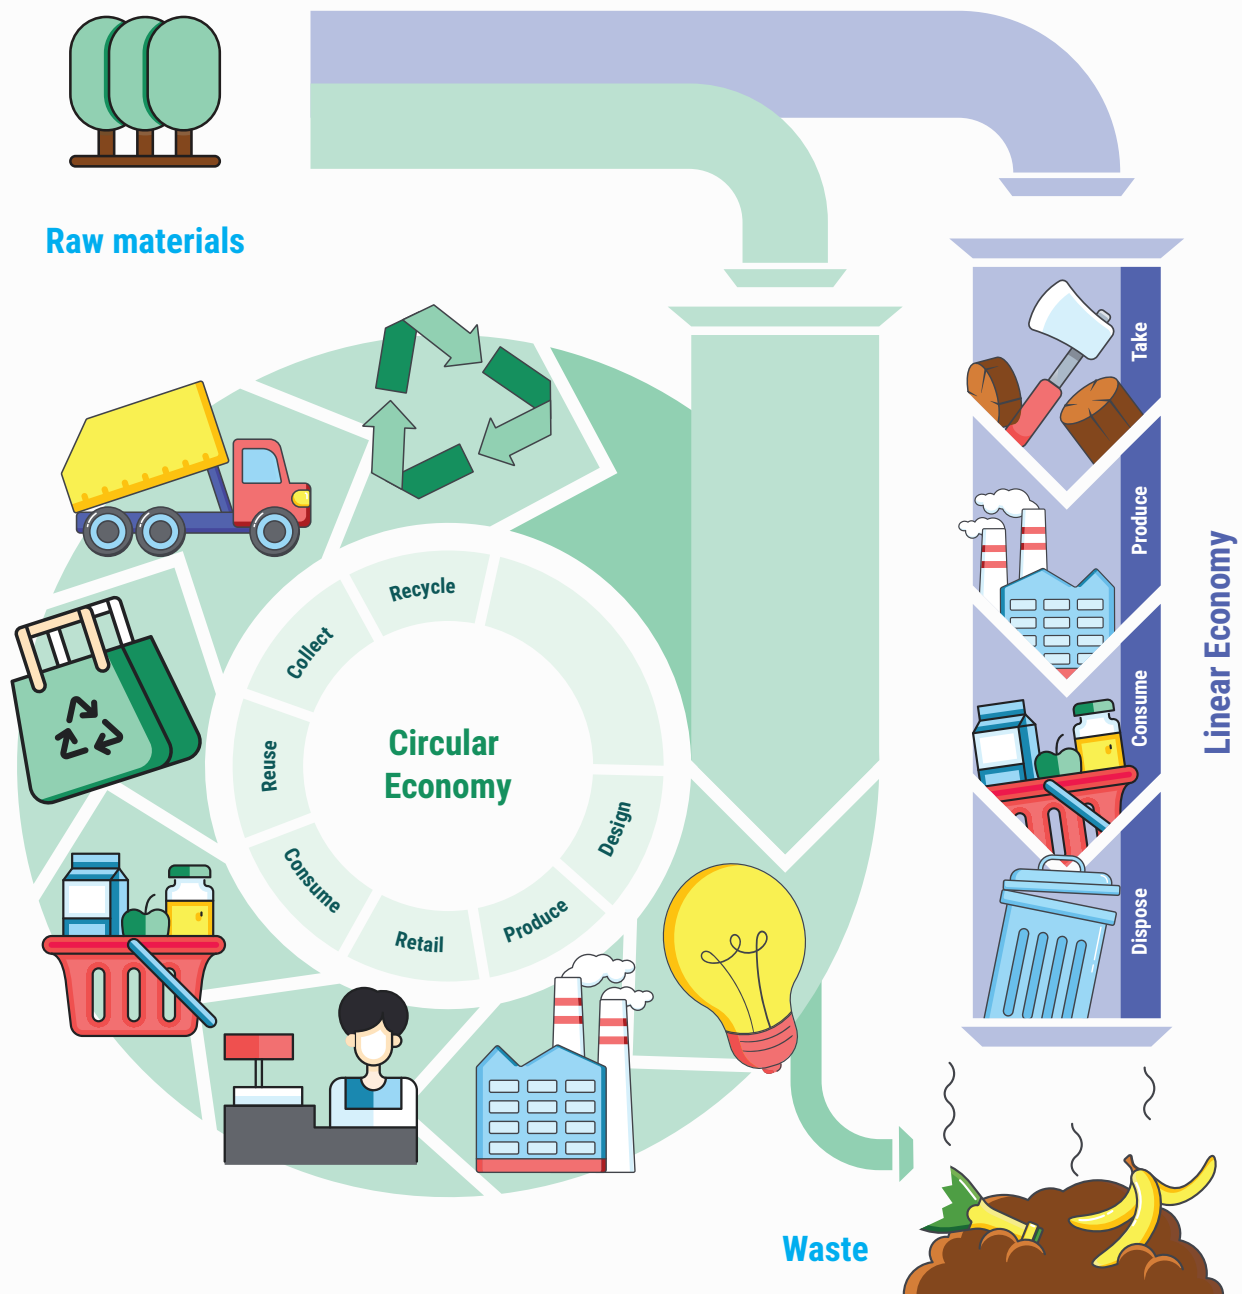 Raw materials
Recycle
Collect
Reuse
Consume
Retail
Produce
Design
Circular
Economy
Take
Produce
Consume
Dispose
Linear Economy
Waste